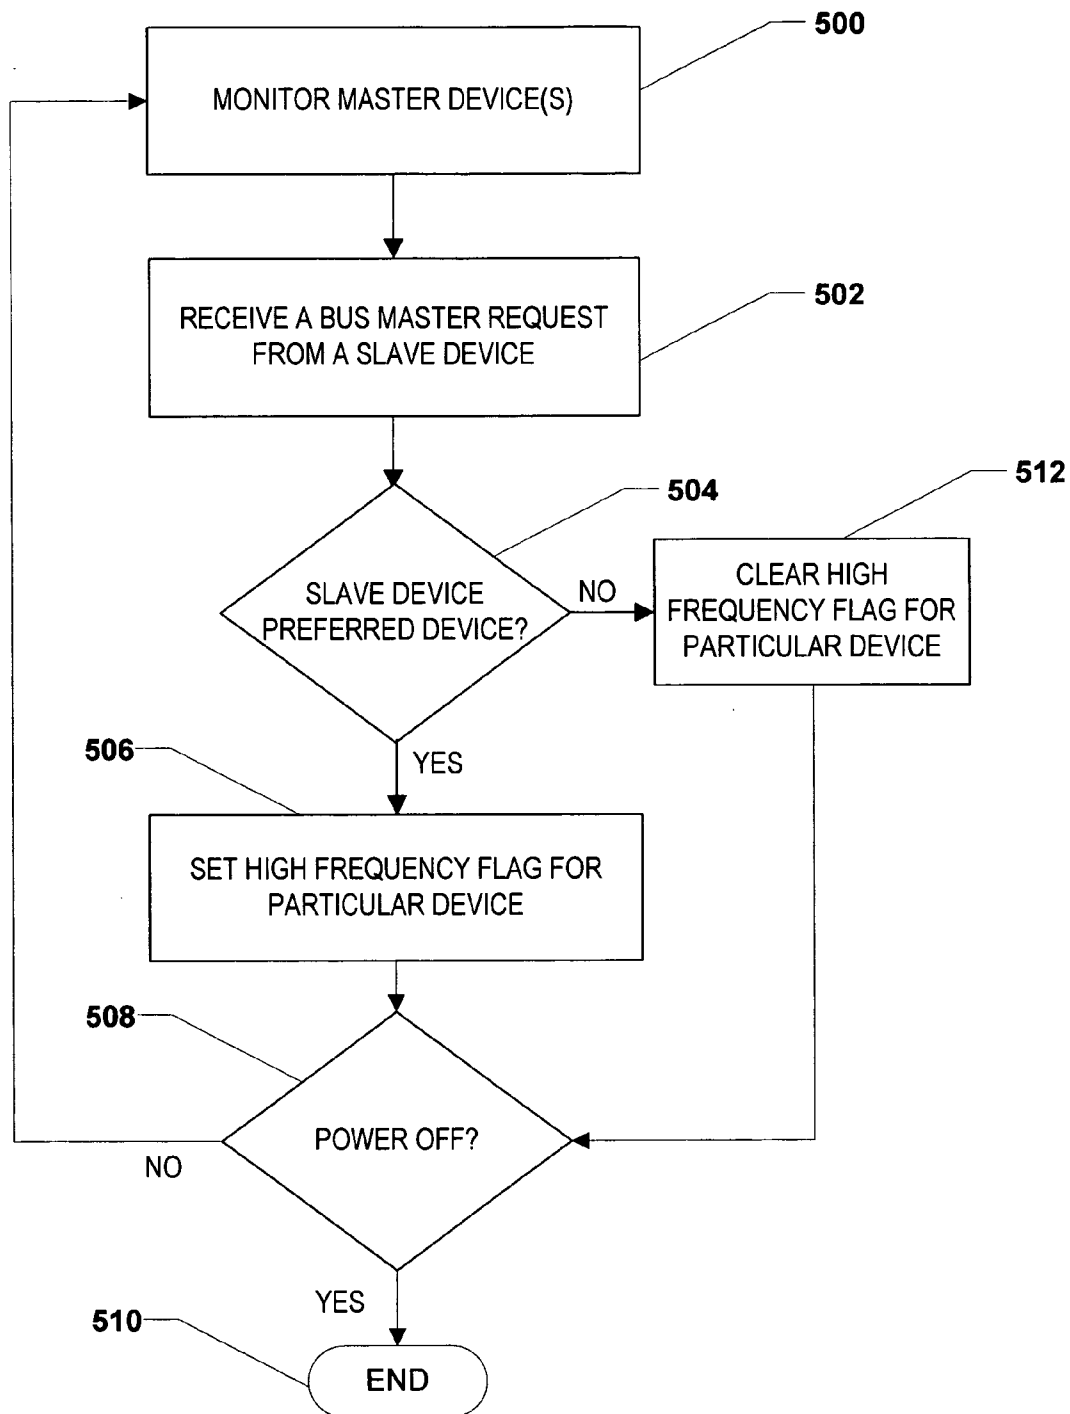 500
MONITOR MASTER DEVICE(S)
502
RECEIVE A BUS MASTER REQUEST
FROM A SLAVE DEVICE
504
512
SLAVE DEVICE
PREFERRED DEVICE?
NO
CLEAR HIGH
FREQUENCY FLAG FOR
PARTICULAR DEVICE
506
YES
SET HIGH FREQUENCY FLAG FOR
PARTICULAR DEVICE
508
POWER OFF?
NO
YES
510
END